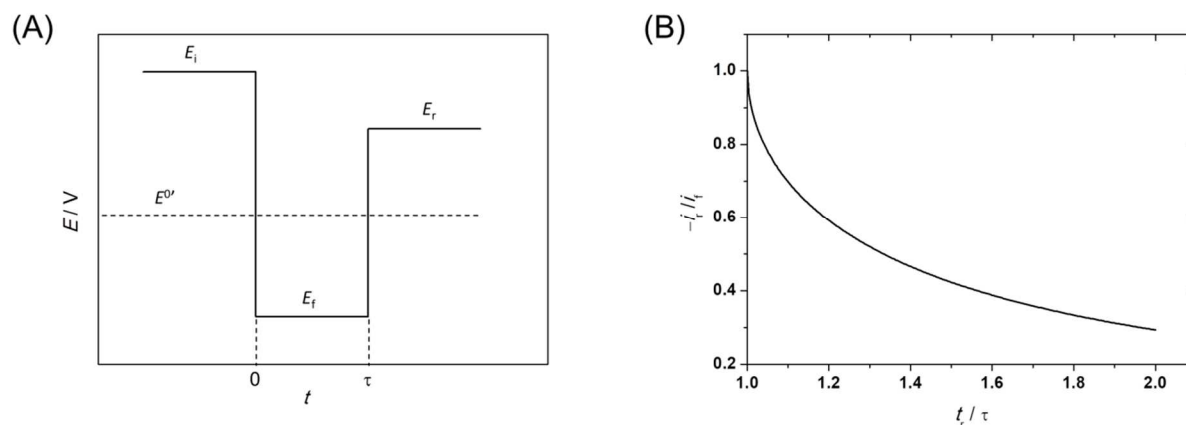 (A)
E_i
E_r
E^0'
E_f
E / V
0
τ
t
(B)
1.0
0.8
0.6
0.4
0.2
−i_r/i_f
1.0
1.2
1.4
1.6
1.8
2.0
t_r / τ